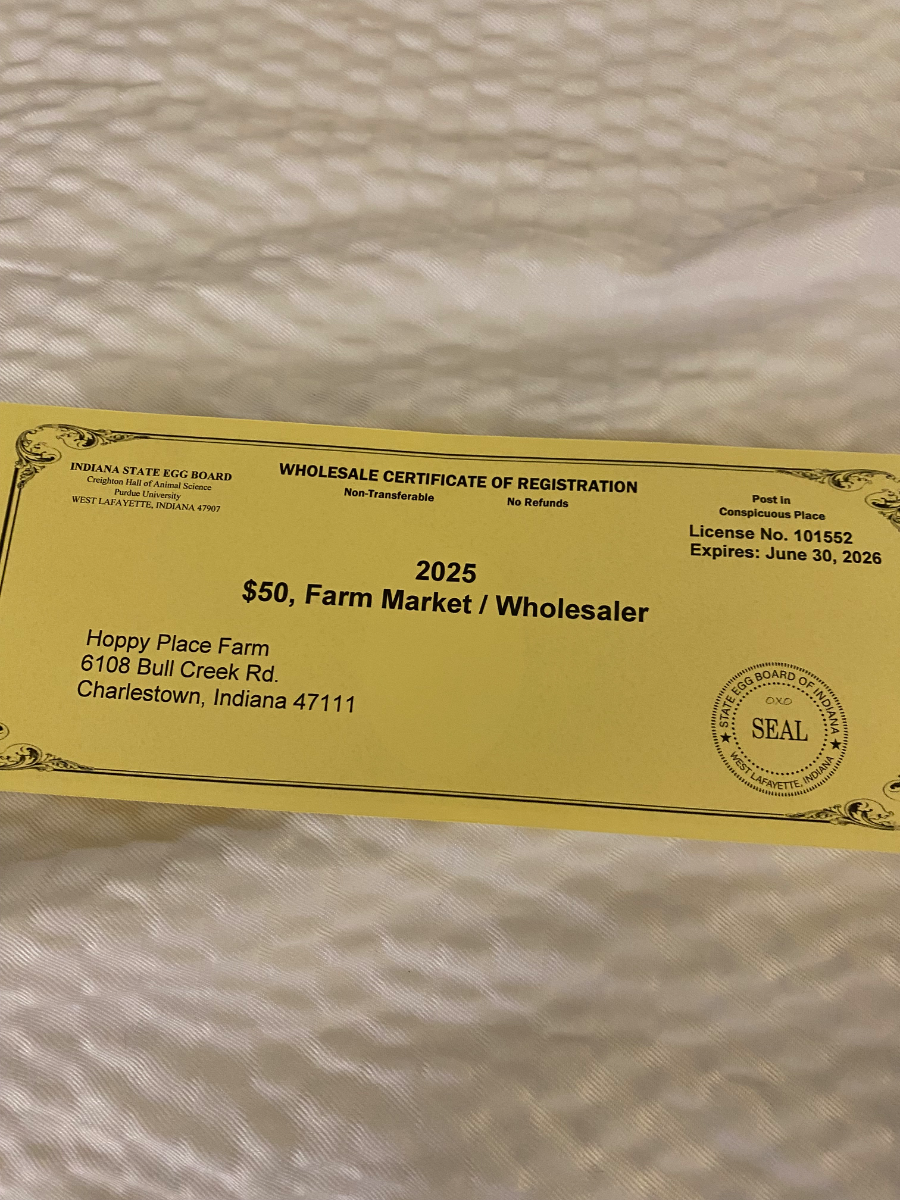 INDIANA STATE EGG BOARD
Creighton Hall of Animal Science
Purdue University
WEST LAFAYETTE, INDIANA 47907
WHOLESALE CERTIFICATE OF REGISTRATION
Non-Transferable No Refunds
Post in
Conspicuous Place
License No. 101552
Expires: June 30, 2026
2025
$50, Farm Market / Wholesaler
Hoppy Place Farm
6108 Bull Creek Rd.
Charlestown, Indiana 47111
STATE EGG BOARD OF INDIANA
OXO
SEAL
WEST LAFAYETTE, INDIANA